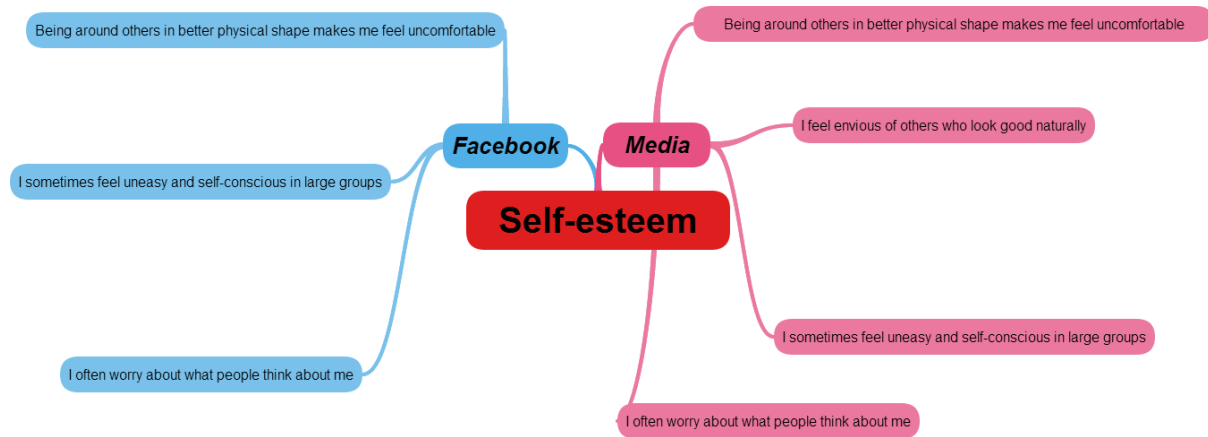 Being around others in better physical shape makes me feel uncomfortable
Being around others in better physical shape makes me feel uncomfortable
I feel envious of others who look good naturally
Facebook
Media
I sometimes feel uneasy and self-conscious in large groups
Self-esteem
I sometimes feel uneasy and self-conscious in large groups
I often worry about what people think about me
I often worry about what people think about me